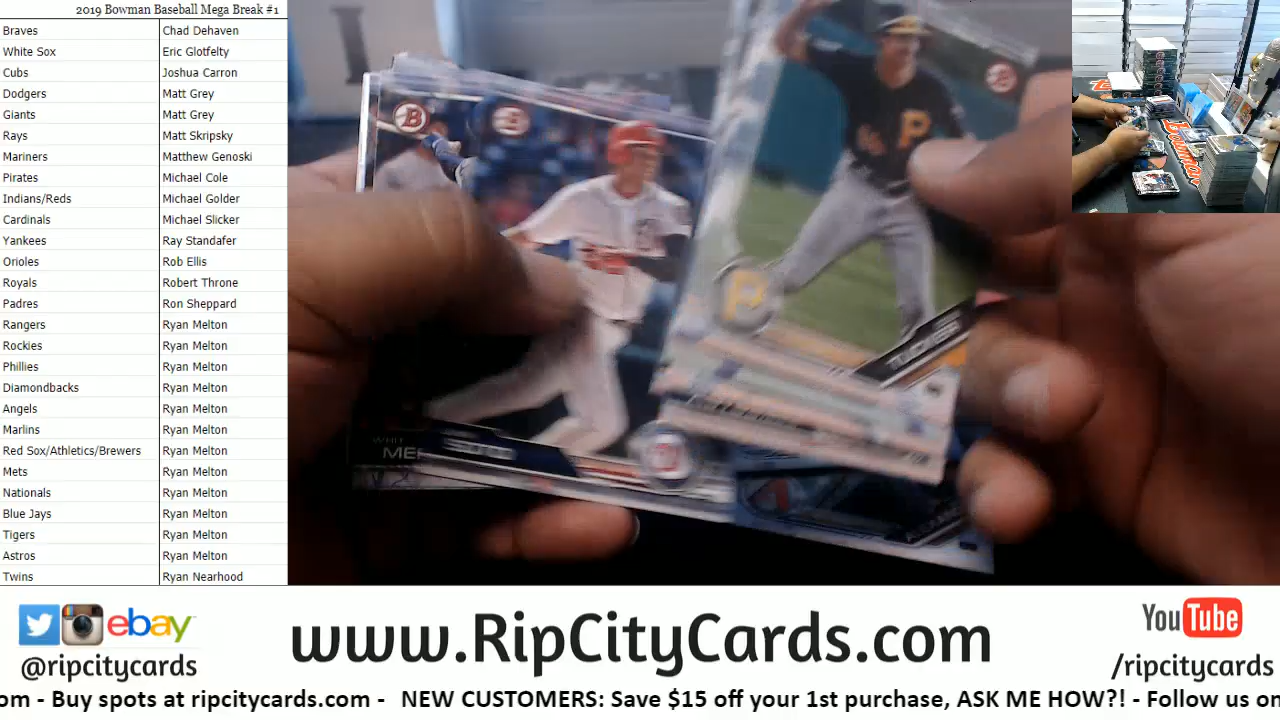 2019 Bowman Baseball Mega Break #1
Braves Chad Dehaven
White Sox Eric Glotfelty
Cubs Joshua Carron
Dodgers Matt Grey
Giants Matt Grey
Rays Matt Skripsky
Mariners Matthew Genoski
Pirates Michael Cole
Indians/Reds Michael Golder
Cardinals Michael Slicker
Yankees Ray Standafer
Orioles Rob Ellis
Royals Robert Throne
Padres Ron Sheppard
Rangers Ryan Melton
Rockies Ryan Melton
Phillies Ryan Melton
Diamondbacks Ryan Melton
Angels Ryan Melton
Marlins Ryan Melton
Red Sox/Athletics/Brewers Ryan Melton
Mets Ryan Melton
Nationals Ryan Melton
Blue Jays Ryan Melton
Tigers Ryan Melton
Astros Ryan Melton
Twins Ryan Nearhood
B
P
P
TUCKER
WHIT
ME
Bowman
ebay
@ripcitycards
www.RipCityCards.com
YouTube
/ripcitycards
om - Buy spots at ripcitycards.com - NEW CUSTOMERS: Save $15 off your 1st purchase, ASK ME HOW?! - Follow us on